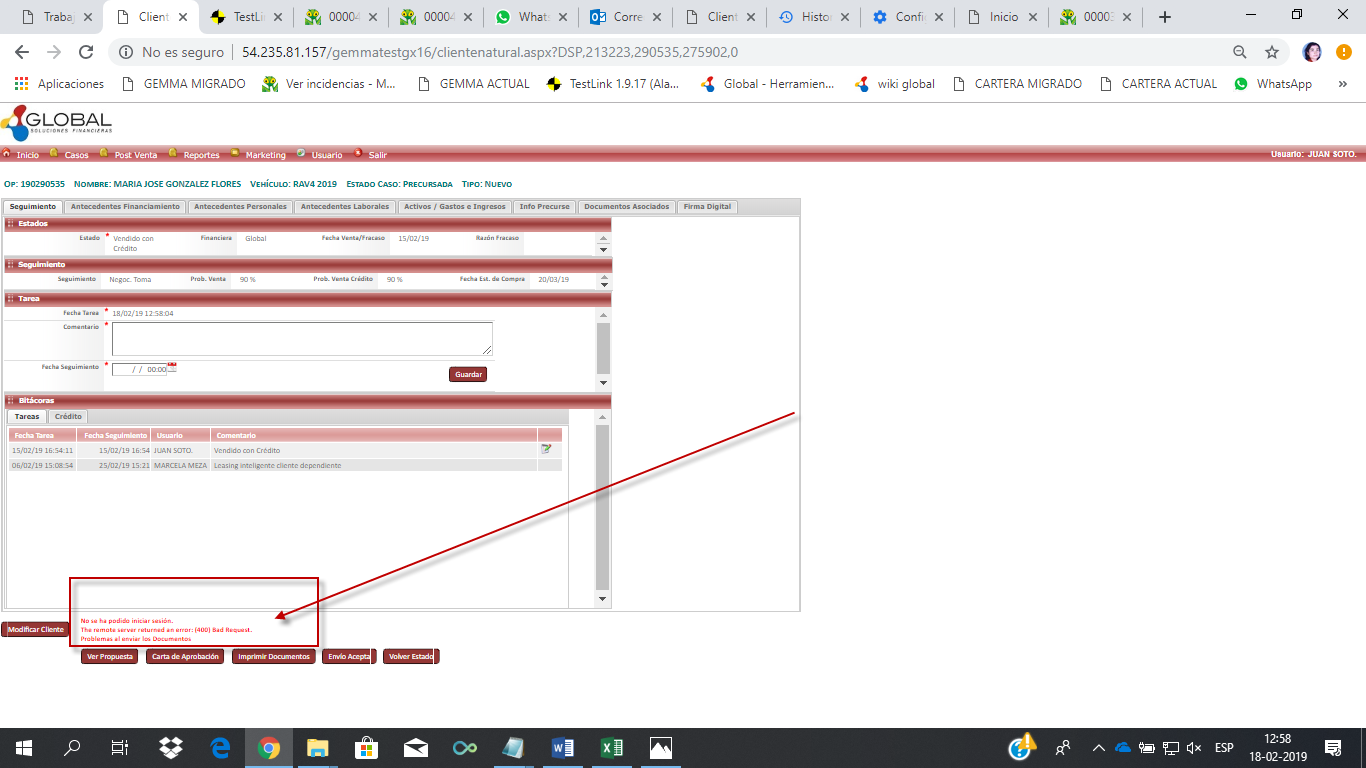 Trabaj
Client
TestLin
00004
00004
Whats
Corre
Client
Histor
Confi
Inicio
00003
No es seguro
54.235.81.157/gemmatestgx16/clientenatural.aspx?DSP,213223,290535,275902,0
Aplicaciones
GEMMA MIGRADO
Ver incidencias - M...
GEMMA ACTUAL
TestLink 1.9.17 (Ala...
Global - Herramien...
wiki global
CARTERA MIGRADO
CARTERA ACTUAL
WhatsApp
GLOBAL
SOLUCIONES FINANCIERAS
Inicio Casos Post Venta Reportes Marketing Usuario Salir Usuario: JUAN SOTO.
Op: 190290535 Nombre: MARIA JOSE GONZALEZ FLORES Vehículo: RAV4 2019 Estado Caso: Precursada Tipo: Nuevo
Seguimiento Antecedentes Financiamiento Antecedentes Personales Antecedentes Laborales Activos / Gastos e Ingresos Info Precurse Documentos Asociados Firma Digital
Estados
Estado * Vendido con Financiera Global Fecha Venta/Fracaso 15/02/19 Razón Fracaso
Crédito
Seguimiento
Seguimiento Negoc. Toma Prob. Venta 90 % Prob. Venta Crédito 90 % Fecha Est. de Compra 20/03/19
Tarea
Fecha Tarea * 18/02/19 12:58:04
Comentario *
Fecha Seguimiento * / / 00:00
Guardar
Bitácoras
Tareas Crédito
Fecha Tarea Fecha Seguimiento Usuario Comentario
15/02/19 16:54:11 15/02/19 16:54 JUAN SOTO. Vendido con Crédito
06/02/19 15:08:54 25/02/19 15:21 MARCELA MEZA Leasing inteligente cliente dependiente
No se ha podido iniciar sesión.
Modificar Cliente
The remote server returned an error: (400) Bad Request.
Problemas al enviar los Documentos
Ver Propuesta Carta de Aprobación Imprimir Documentos Envío Acepta Volver Estado
ESP
12:58
18-02-2019